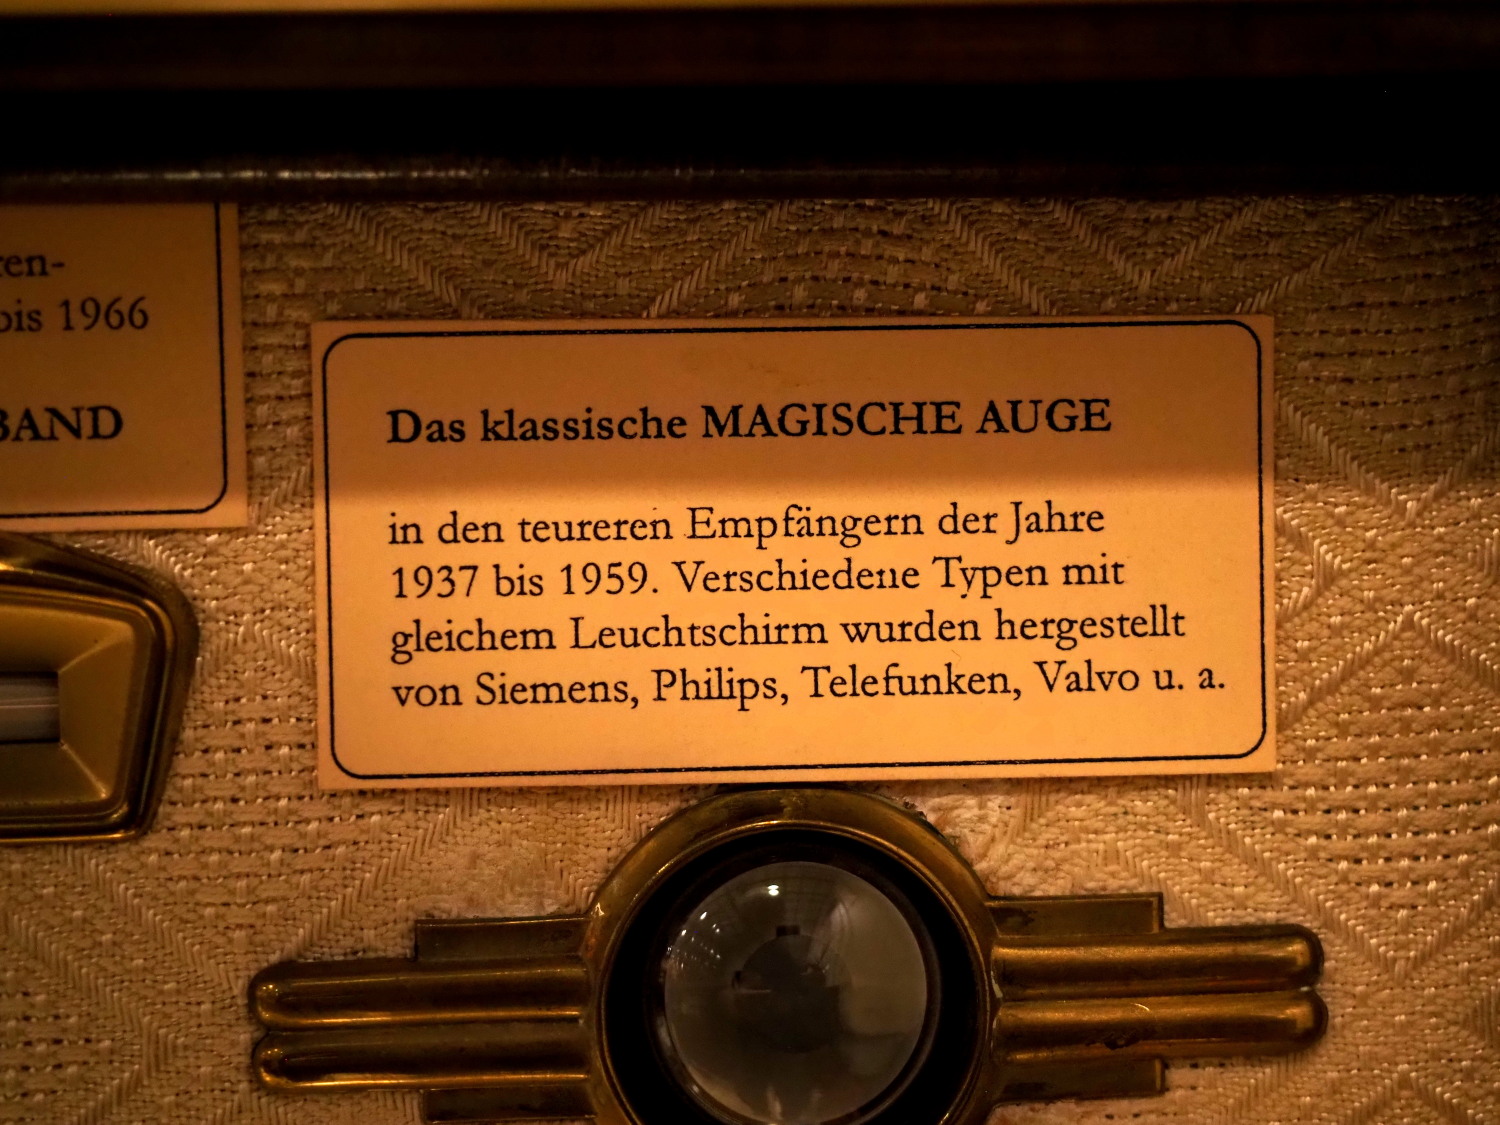 bis 1966
BAND
Das klassische MAGISCHE AUGE
in den teureren Empfängern der Jahre
1937 bis 1959. Verschiedene Typen mit
gleichem Leuchtschirm wurden hergestellt
von Siemens, Philips, Telefunken, Valvo u. a.